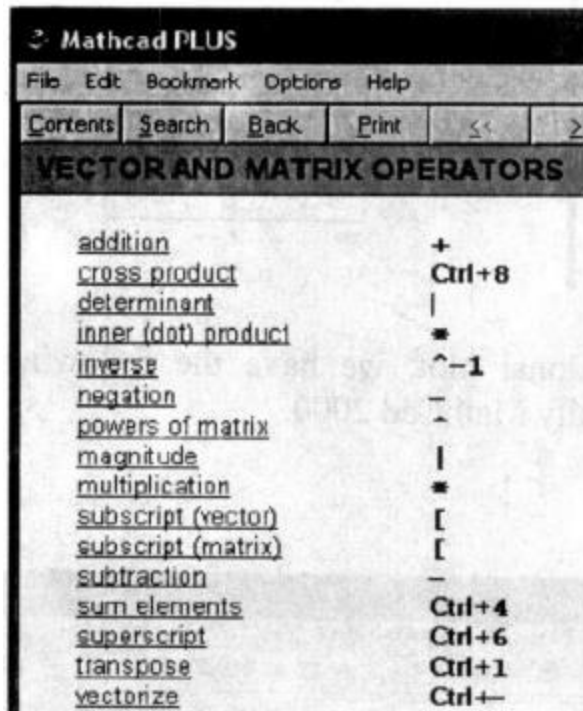 Mathcad PLUS
File Edit Bookmark Options Help
Contents Search Back Print << >
VECTOR AND MATRIX OPERATORS
addition +
cross product Ctrl+8
determinant |
inner (dot) product *
inverse ^-1
negation -
powers of matrix ^
magnitude |
multiplication *
subscript (vector) [
subscript (matrix) [
subtraction -
sum elements Ctrl+4
superscript Ctrl+6
transpose Ctrl+1
vectorize Ctrl+-